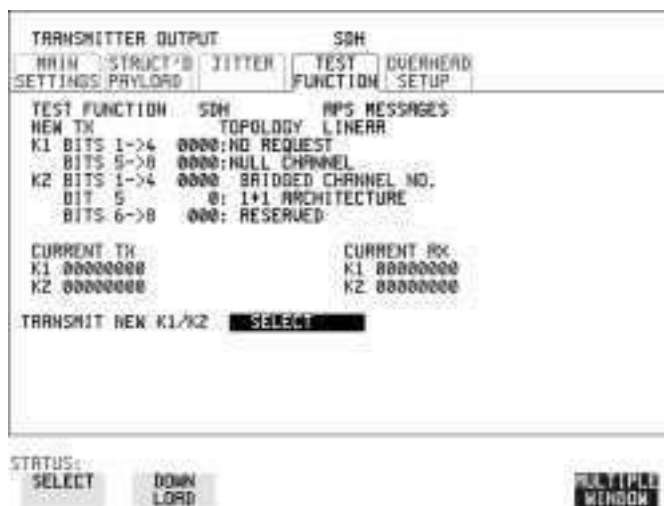 TRANSMITTER OUTPUT SDH
MAIN SETTINGS STRUCT'D PAYLOAD JITTER TEST FUNCTION OVERHEAD SETUP
TEST FUNCTION SDH APS MESSAGES
NEW TX TOPOLOGY LINEAR
K1 BITS 1->4 0000:NO REQUEST
BITS 5->8 0000:NULL CHANNEL
K2 BITS 1->4 0000 BRIDGED CHANNEL NO.
BIT 5 0: 1+1 ARCHITECTURE
BITS 6->8 000: RESERVED
CURRENT TX CURRENT RX
K1 00000000 K1 00000000
K2 00000000 K2 00000000
TRANSMIT NEW K1/K2 SELECT
STATUS:
SELECT DOWN LOAD MULTIPLE WINDOW